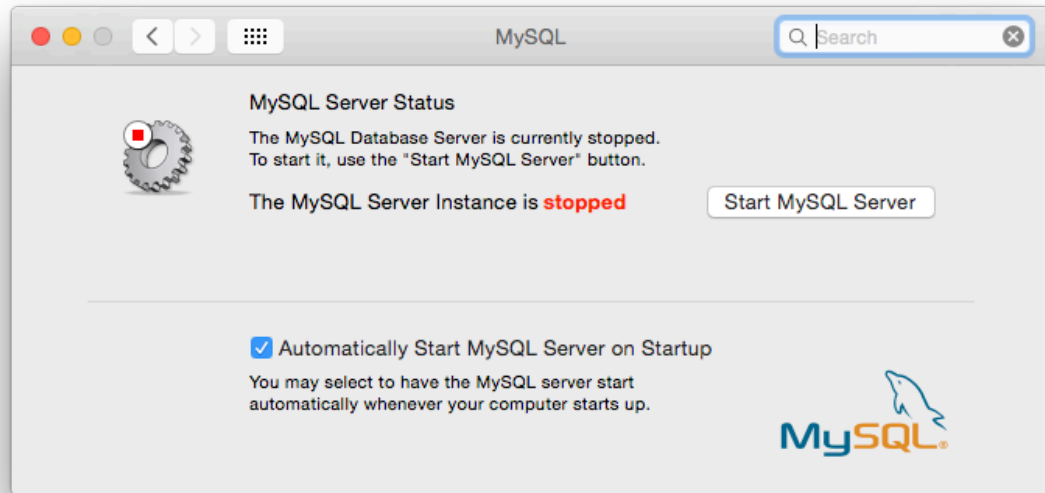 MySQL
Search
MySQL Server Status
The MySQL Database Server is currently stopped.
To start it, use the "Start MySQL Server" button.
The MySQL Server Instance is stopped
Start MySQL Server
Automatically Start MySQL Server on Startup
You may select to have the MySQL server start
automatically whenever your computer starts up.
MySQL®